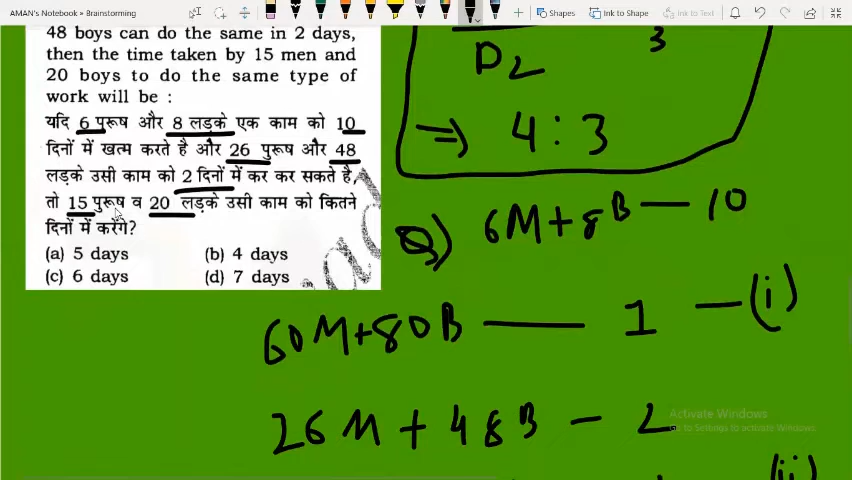 AMAN's Notebook » Brainstorming
Shapes
Ink to Shape
Ink to Text
48 boys can do the same in 2 days,
then the time taken by 15 men and
20 boys to do the same type of
work will be :
यदि 6 पुरूष और 8 लड़के एक काम को 10
दिनों में खत्म करते है और 26 पुरूष और 48
लड़के उसी काम को 2 दिनों में कर कर सकते है,
तो 15 पुरूष व 20 लड़के उसी काम को कितने
दिनों में करेंगे?
(a) 5 days (b) 4 days
(c) 6 days (d) 7 days
D2 3
⇒ 4 : 3
Q) 6M+8B — 10
60M+80B — 1 — (i)
26M + 48B – 2
(ii)
Activate Windows
Go to Settings to activate Windows.